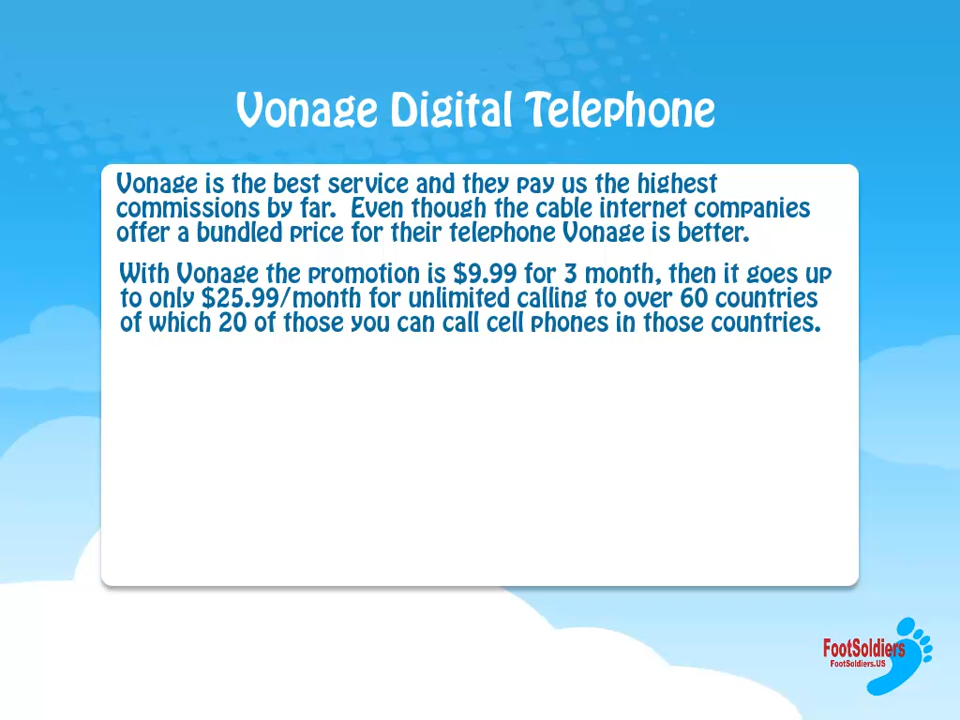 Vonage Digital Telephone
Vonage is the best service and they pay us the highest
commissions by far.  Even though the cable internet companies
offer a bundled price for their telephone Vonage is better.
With Vonage the promotion is $9.99 for 3 month, then it goes up
to only $25.99/month for unlimited calling to over 60 countries
of which 20 of those you can call cell phones in those countries.
FootSoldiers
FootSoldiers.US